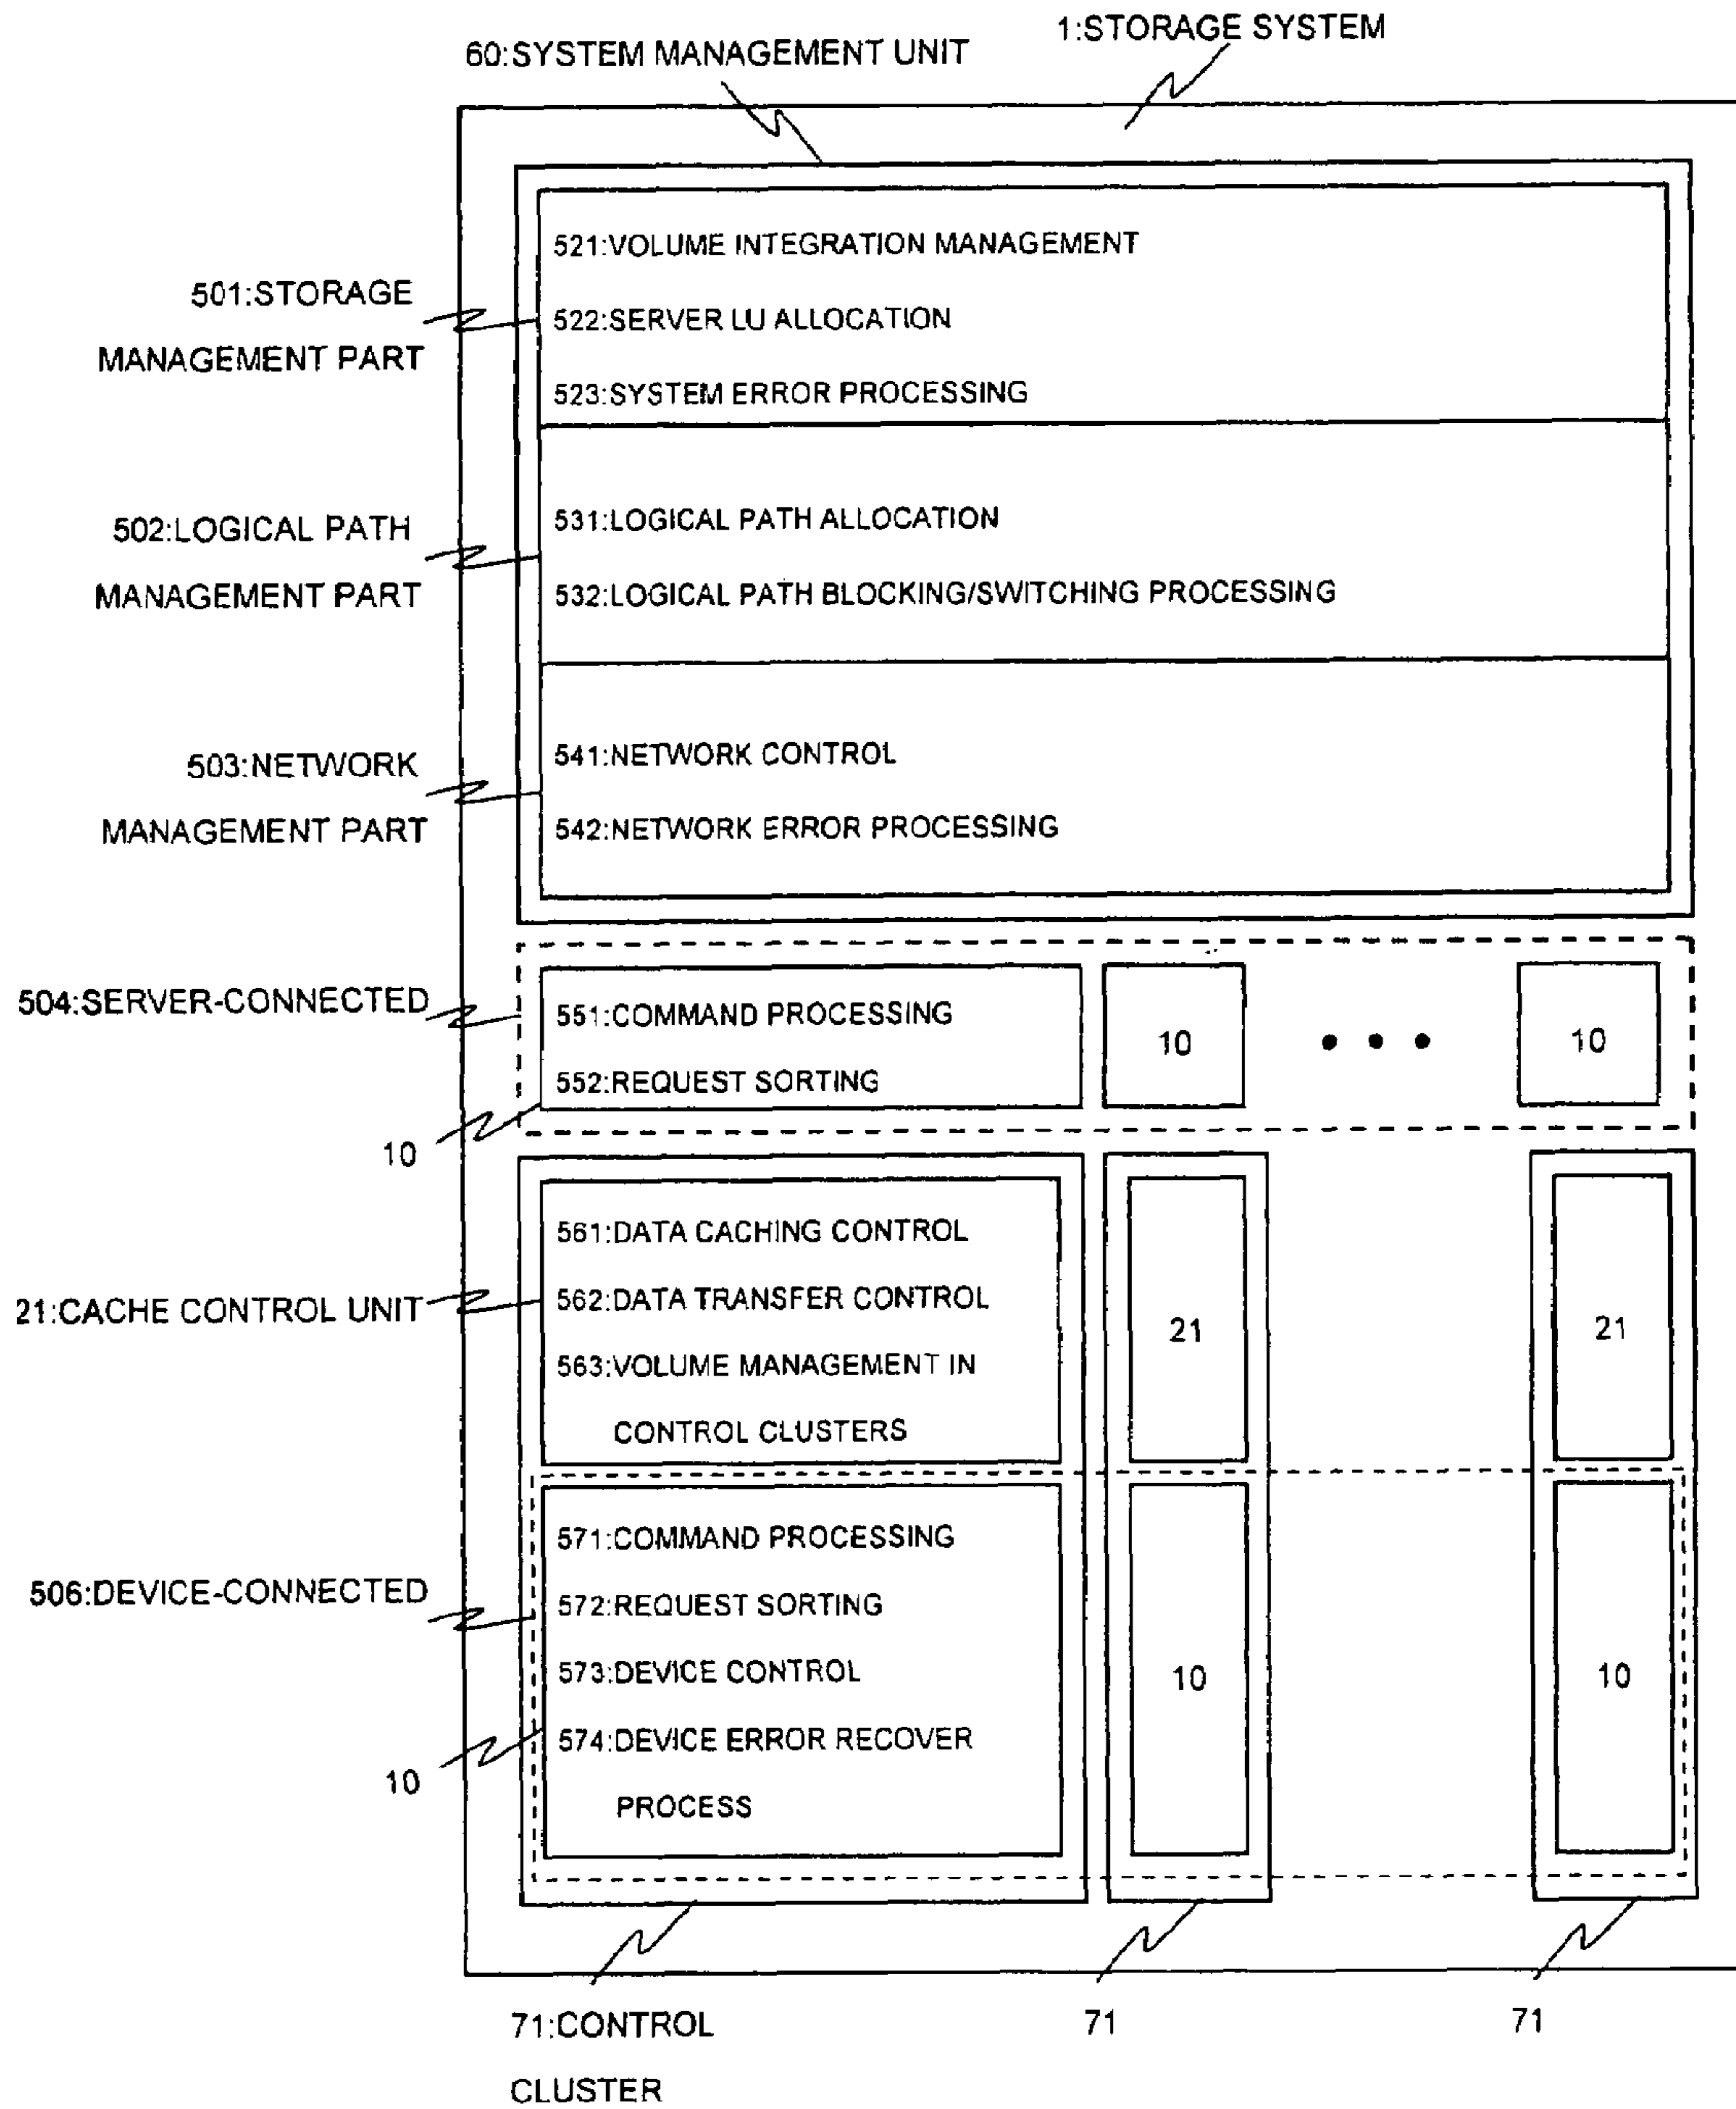 1:STORAGE SYSTEM
60:SYSTEM MANAGEMENT UNIT
501:STORAGE
MANAGEMENT PART
521:VOLUME INTEGRATION MANAGEMENT
522:SERVER LU ALLOCATION
523:SYSTEM ERROR PROCESSING
502:LOGICAL PATH
MANAGEMENT PART
531:LOGICAL PATH ALLOCATION
532:LOGICAL PATH BLOCKING/SWITCHING PROCESSING
503:NETWORK
MANAGEMENT PART
541:NETWORK CONTROL
542:NETWORK ERROR PROCESSING
504:SERVER-CONNECTED
551:COMMAND PROCESSING
552:REQUEST SORTING
10
10
10
21:CACHE CONTROL UNIT
561:DATA CACHING CONTROL
562:DATA TRANSFER CONTROL
563:VOLUME MANAGEMENT IN
CONTROL CLUSTERS
21
21
506:DEVICE-CONNECTED
571:COMMAND PROCESSING
572:REQUEST SORTING
573:DEVICE CONTROL
574:DEVICE ERROR RECOVER
PROCESS
10
10
10
71:CONTROL
CLUSTER
71
71